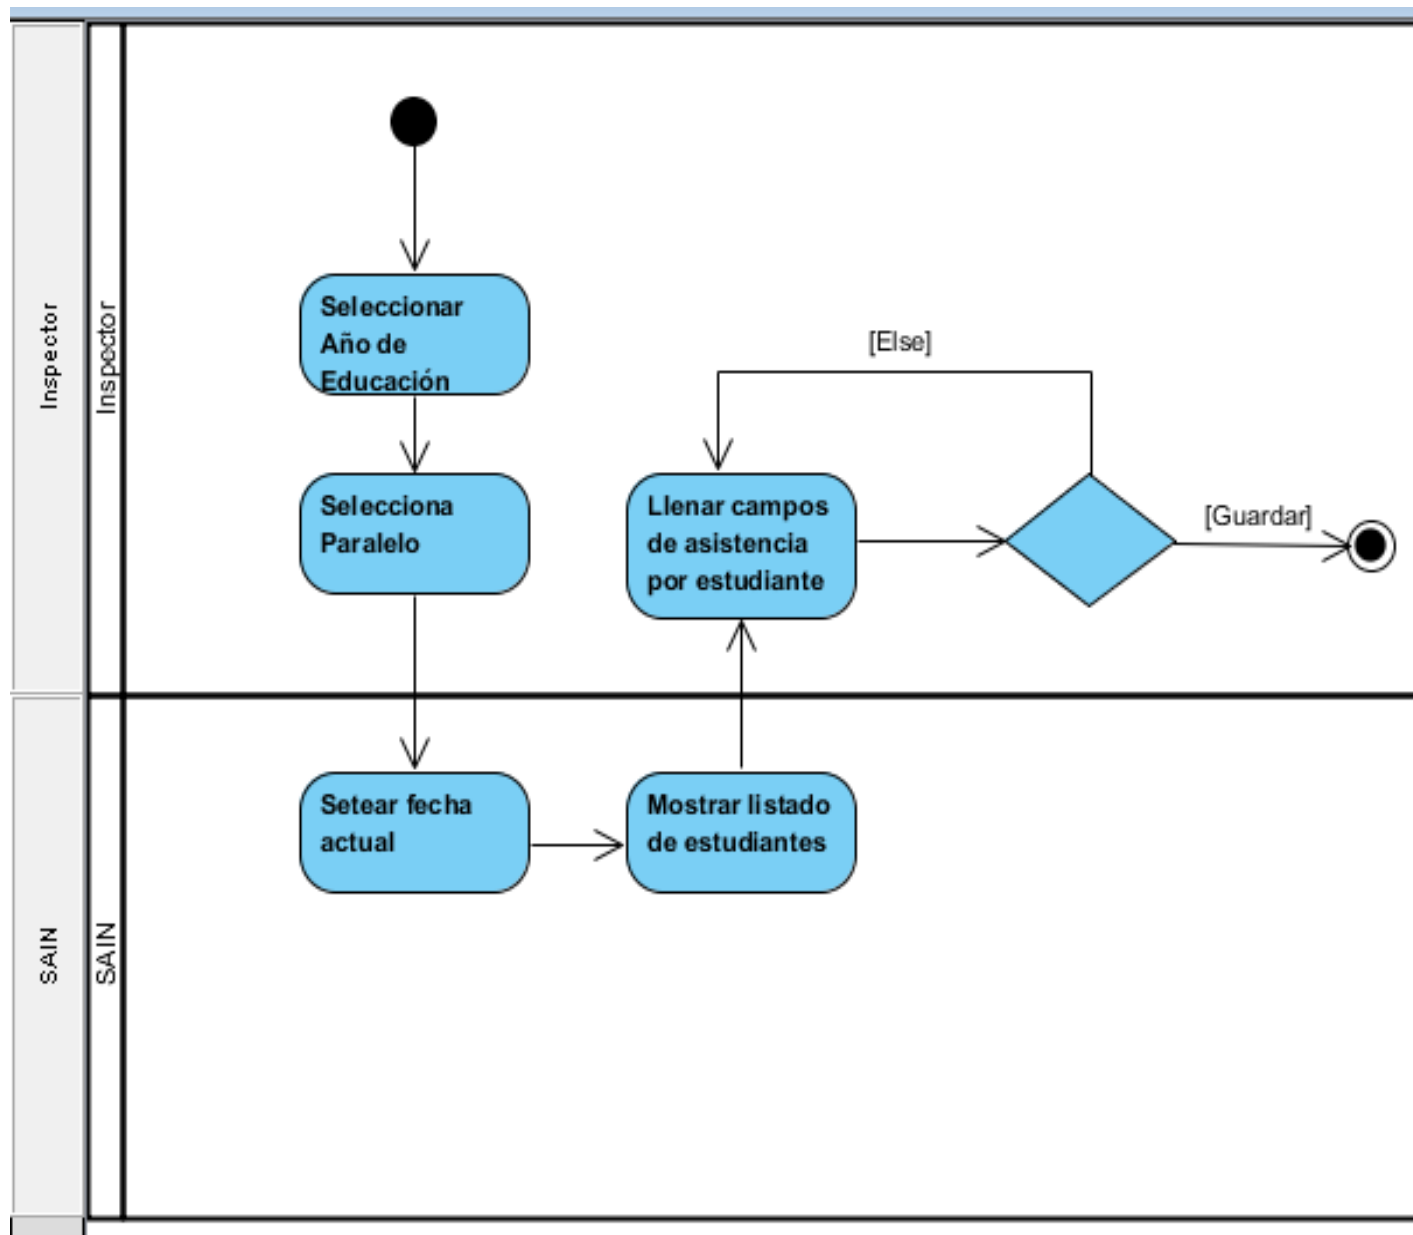 Inspector
Inspector
Seleccionar
Año de
Educación
[Else]
Selecciona
Paralelo
Llenar campos
de asistencia
por estudiante
[Guardar]
SAIN
SAIN
Setear fecha
actual
Mostrar listado
de estudiantes